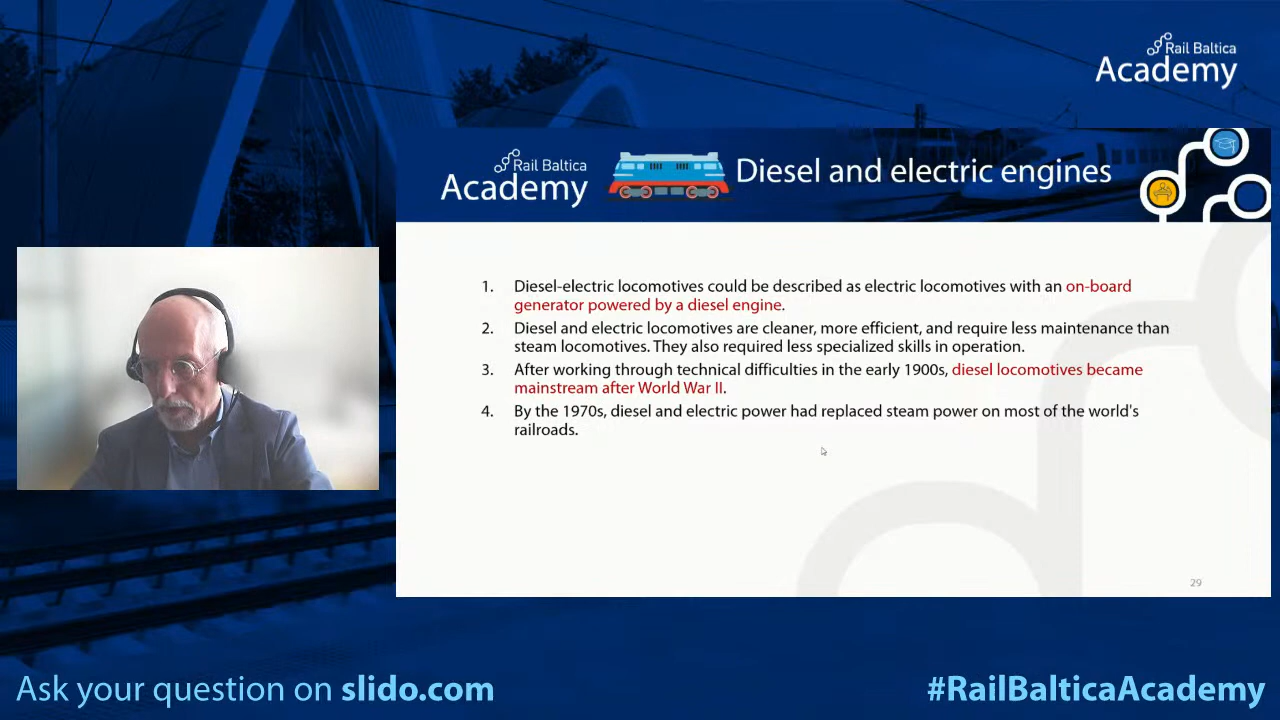 Rail Baltica
Academy
Rail Baltica
Academy
Diesel and electric engines
1. Diesel-electric locomotives could be described as electric locomotives with an on-board
generator powered by a diesel engine.
2. Diesel and electric locomotives are cleaner, more efficient, and require less maintenance than
steam locomotives. They also required less specialized skills in operation.
3. After working through technical difficulties in the early 1900s, diesel locomotives became
mainstream after World War II.
4. By the 1970s, diesel and electric power had replaced steam power on most of the world's
railroads.
29
Ask your question on slido.com
#RailBalticaAcademy